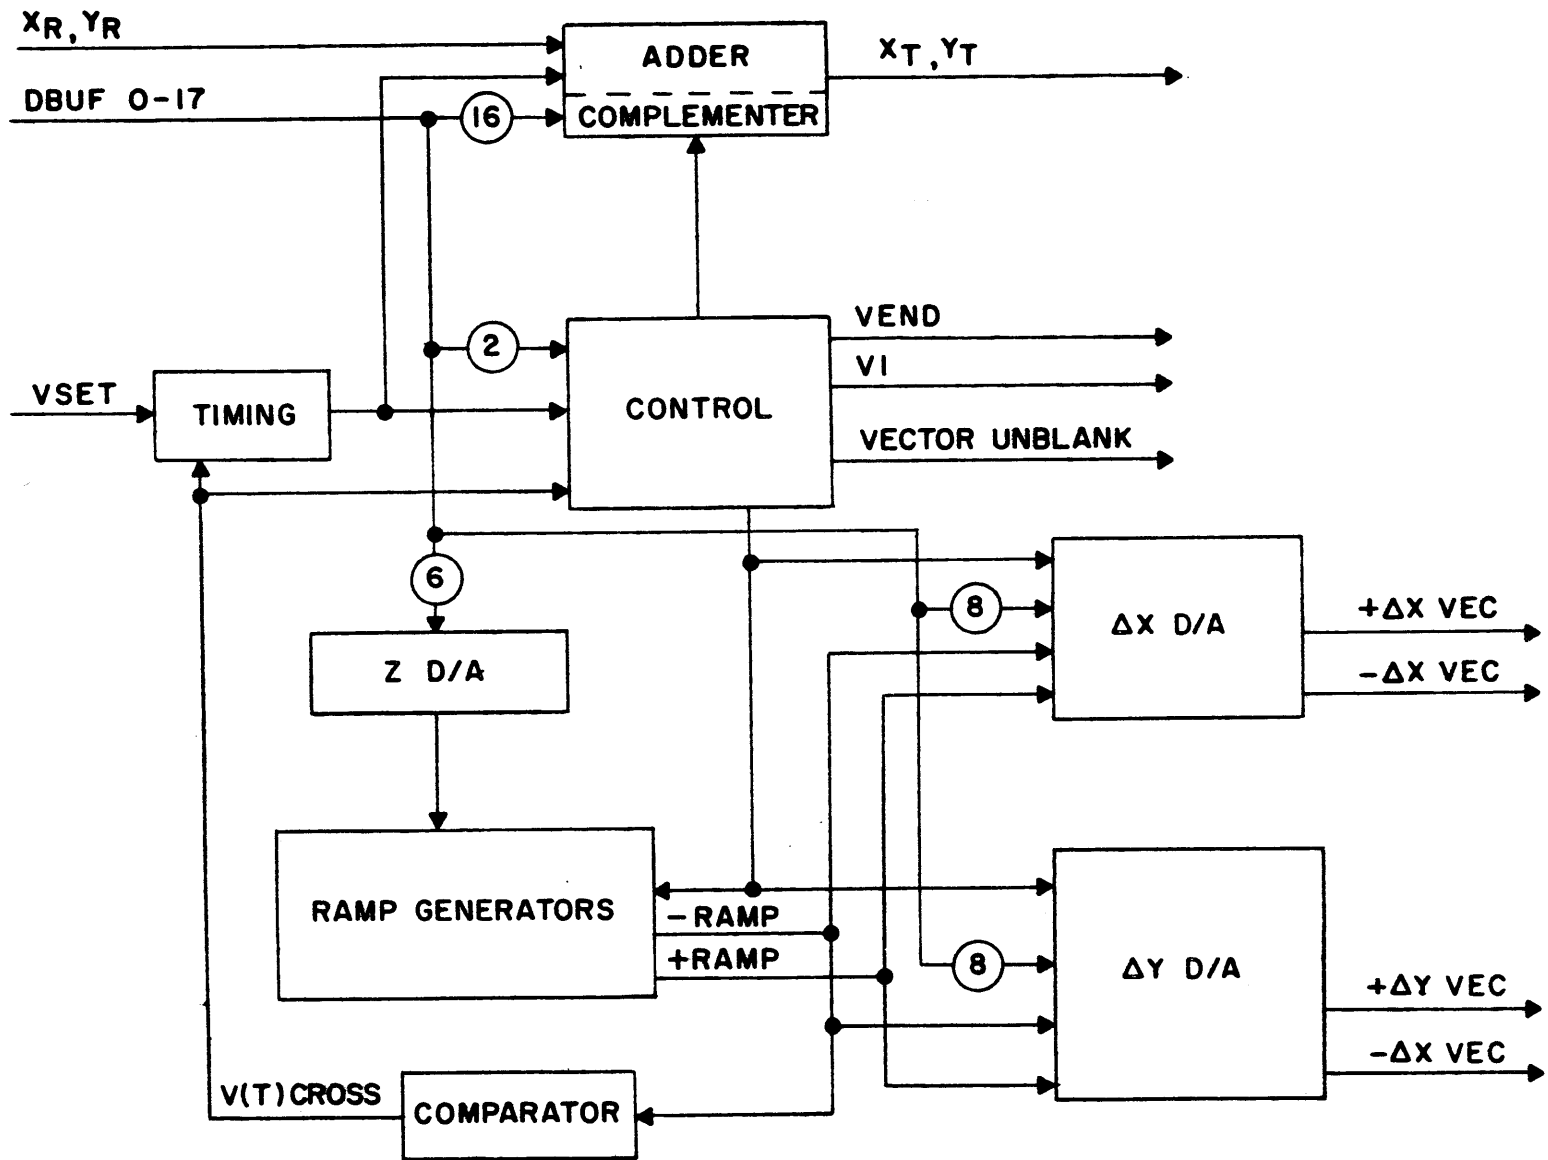 XR, YR
ADDER
XT, YT
DBUF 0-17
16
COMPLEMENTER
VEND
2
V1
VSET
TIMING
CONTROL
VECTOR UNBLANK
6
8
+ΔX VEC
ΔX D/A
Z D/A
-ΔX VEC
RAMP GENERATORS
-RAMP
+RAMP
8
ΔY D/A
+ΔY VEC
-ΔX VEC
V(T) CROSS
COMPARATOR